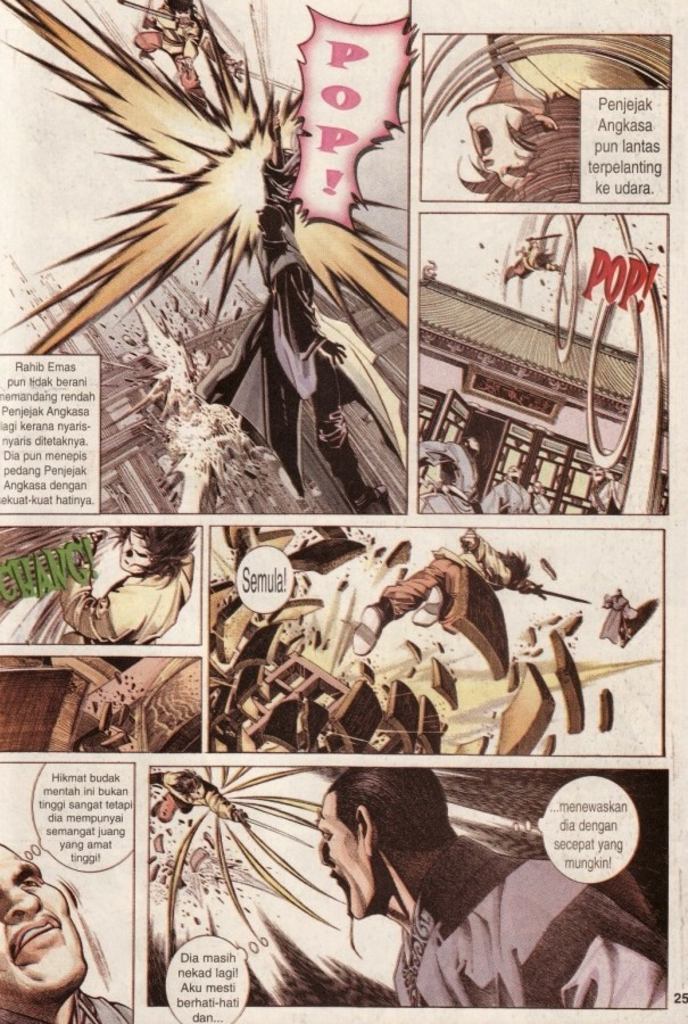 POP!
Penjejak
Angkasa
pun lantas
terpelanting
ke udara.
POP!
Rahib Emas
pun tidak berani
memandang rendah
Penjejak Angkasa
lagi kerana nyaris-
nyaris ditetaknya.
Dia pun menepis
pedang Penjejak
Angkasa dengan
sekuat-kuat hatinya.
CHANG!
Semula!
Hikmat budak
mentah ini bukan
tinggi sangat tetapi
dia mempunyai
semangat juang
yang amat
tinggi!
Dia masih
nekad lagi!
Aku mesti
berhati-hati
dan...
...menewaskan
dia dengan
secepat yang
mungkin!
25